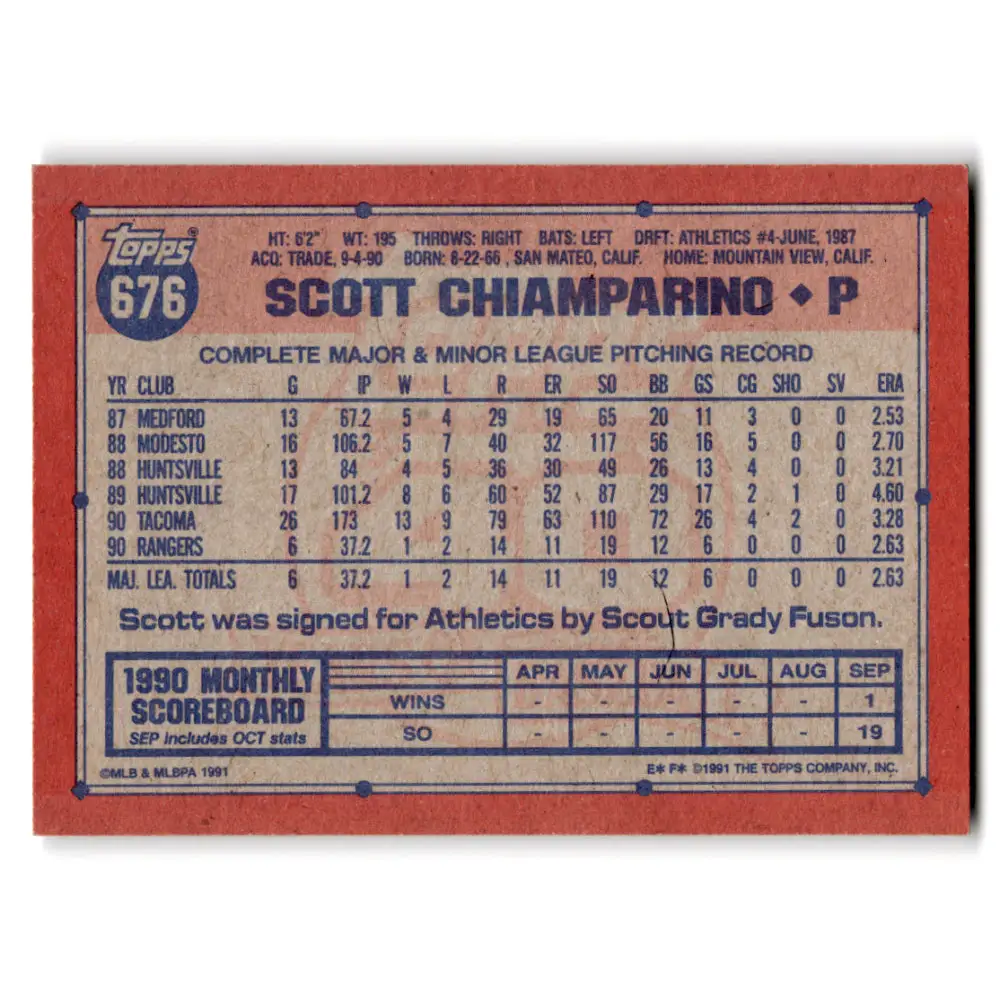 Topps®
676
HT: 6'2" WT: 195 THROWS: RIGHT BATS: LEFT DRFT: ATHLETICS #4-JUNE, 1987
ACQ: TRADE, 9-4-90 BORN: 8-22-66 , SAN MATEO, CALIF. HOME: MOUNTAIN VIEW, CALIF.
SCOTT CHIAMPARINO ♦ P
COMPLETE MAJOR & MINOR LEAGUE PITCHING RECORD
YR CLUB G IP W L R ER SO BB GS CG SHO SV ERA
87 MEDFORD 13 67.2 5 4 29 19 65 20 11 3 0 0 2.53
88 MODESTO 16 106.2 5 7 40 32 117 56 16 5 0 0 2.70
88 HUNTSVILLE 13 84 4 5 36 30 49 26 13 4 0 0 3.21
89 HUNTSVILLE 17 101.2 8 6 60 52 87 29 17 2 1 0 4.60
90 TACOMA 26 173 13 9 79 63 110 72 26 4 2 0 3.28
90 RANGERS 6 37.2 1 2 14 11 19 12 6 0 0 0 2.63
MAJ. LEA. TOTALS 6 37.2 1 2 14 11 19 12 6 0 0 0 2.63
Scott was signed for Athletics by Scout Grady Fuson.
1990 MONTHLY
SCOREBOARD
SEP includes OCT stats
APR MAY JUN JUL AUG SEP
WINS - - - - - 1
SO - - - - - 19
©MLB & MLBPA 1991
E* F* ©1991 THE TOPPS COMPANY, INC.